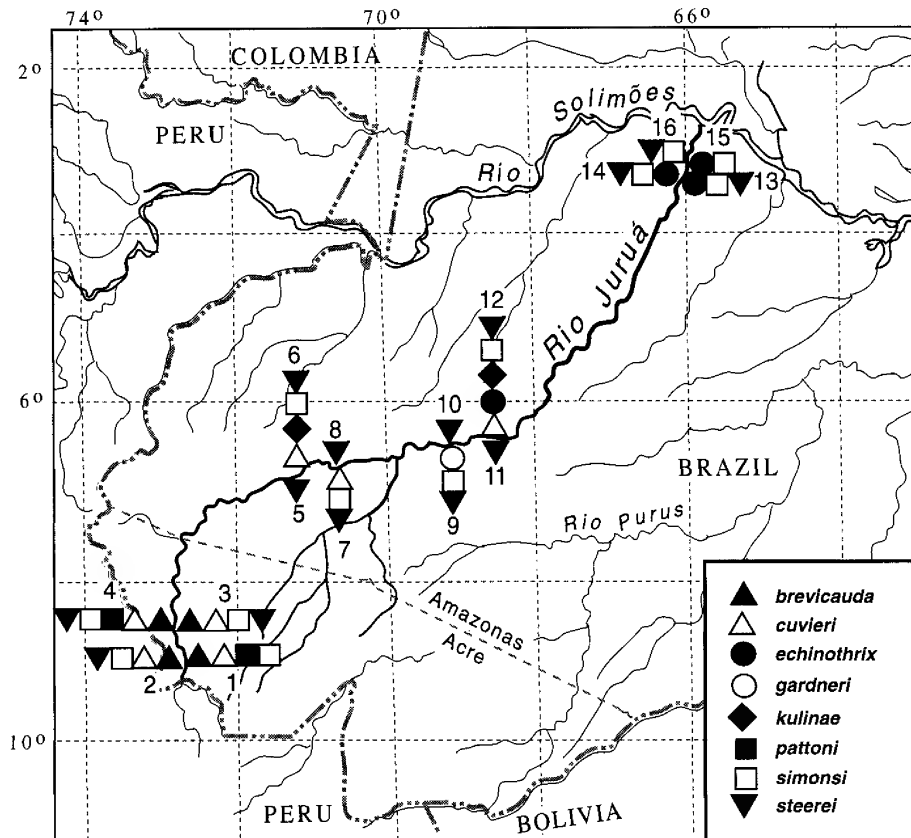 74° 70° 66°
2°
COLOMBIA
PERU
Solimões
Rio
16 15
14 13
Rio Juruá
12
6
6°
8 10
11
BRAZIL
5
9
7
Rio Purus
4 3
Amazonas
Acre
2 1
10°
PERU
BOLIVIA
brevicauda
cuvieri
echinothrix
gardneri
kulinae
pattoni
simonsi
steerei